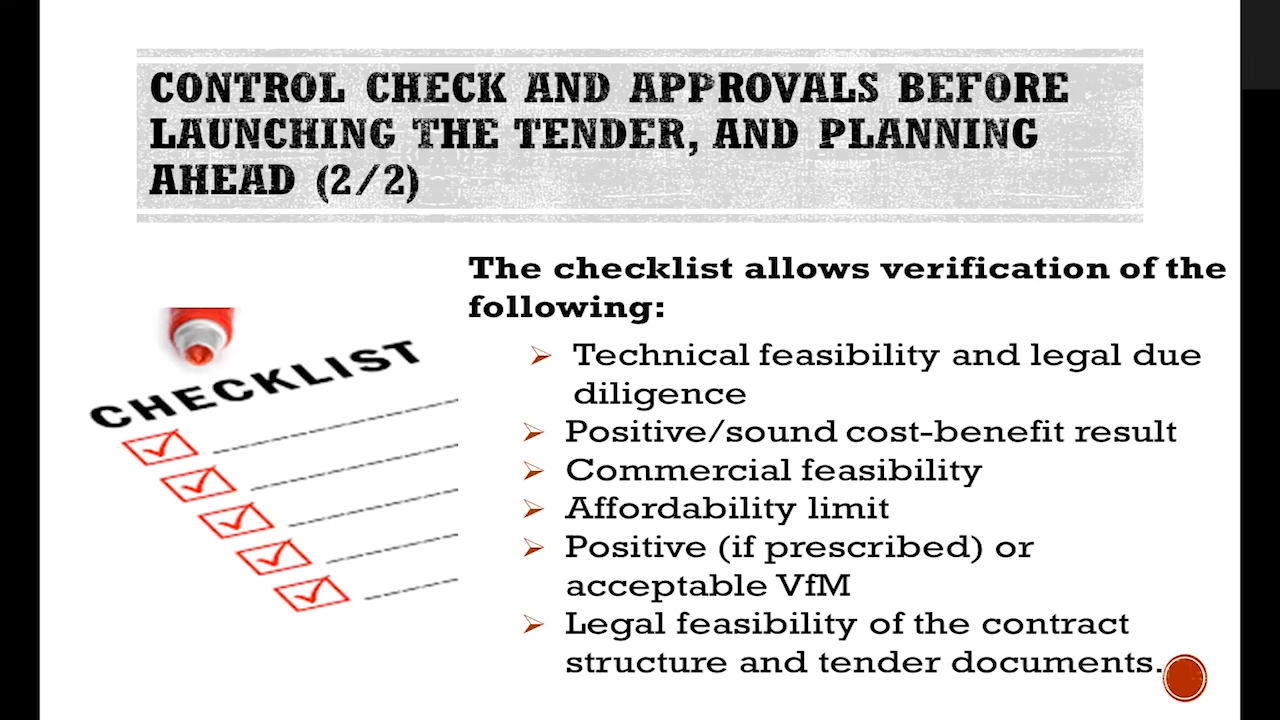 CONTROL CHECK AND APPROVALS BEFORE
LAUNCHING THE TENDER, AND PLANNING
AHEAD (2/2)
The checklist allows verification of the
following:
CHECKLIST
➢ Technical feasibility and legal due
diligence
➢ Positive/sound cost-benefit result
➢ Commercial feasibility
➢ Affordability limit
➢ Positive (if prescribed) or
acceptable VfM
➢ Legal feasibility of the contract
structure and tender documents.